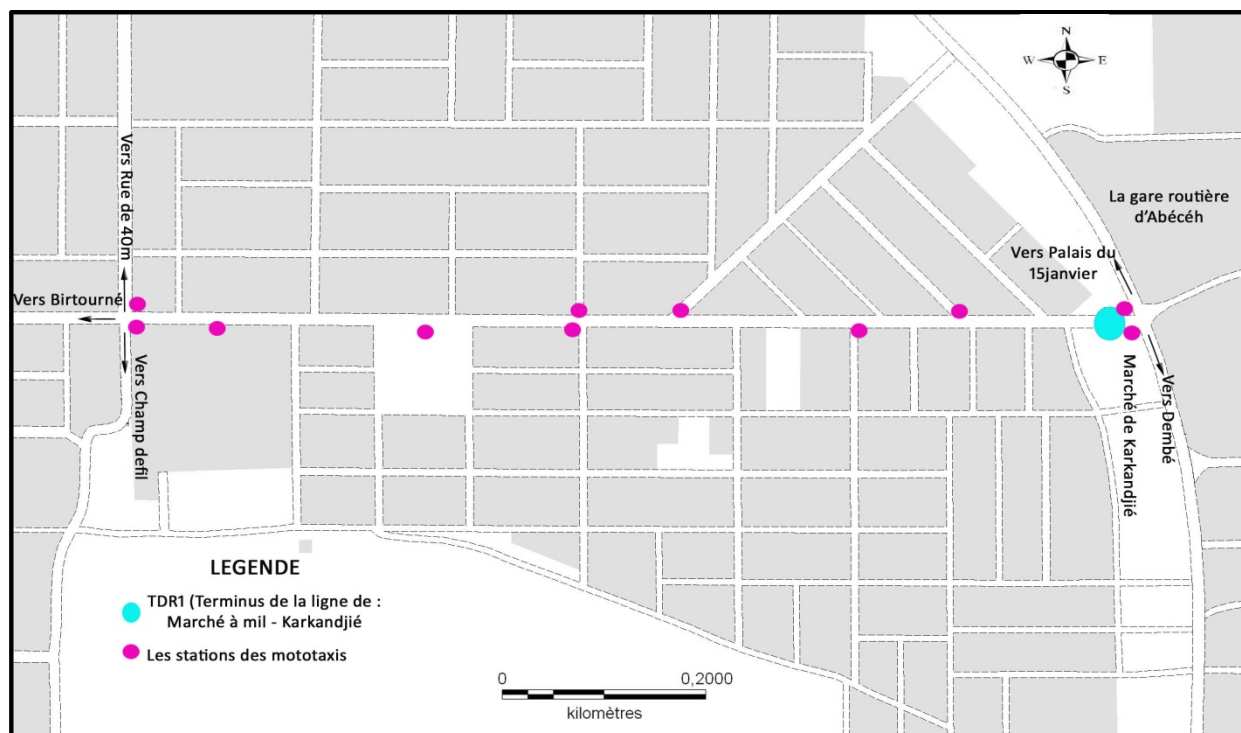 N
W E
S
Vers Rue de 40m
La gare routière
d'Abécéh
Vers Palais du
15janvier
Vers Birtourné
Vers Champ defil
Marché de Karkandjié
Vers Dembé
LEGENDE
TDR1 (Terminus de la ligne de :
Marché à mil - Karkandjié
Les stations des mototaxis
0 0,2000
kilomètres